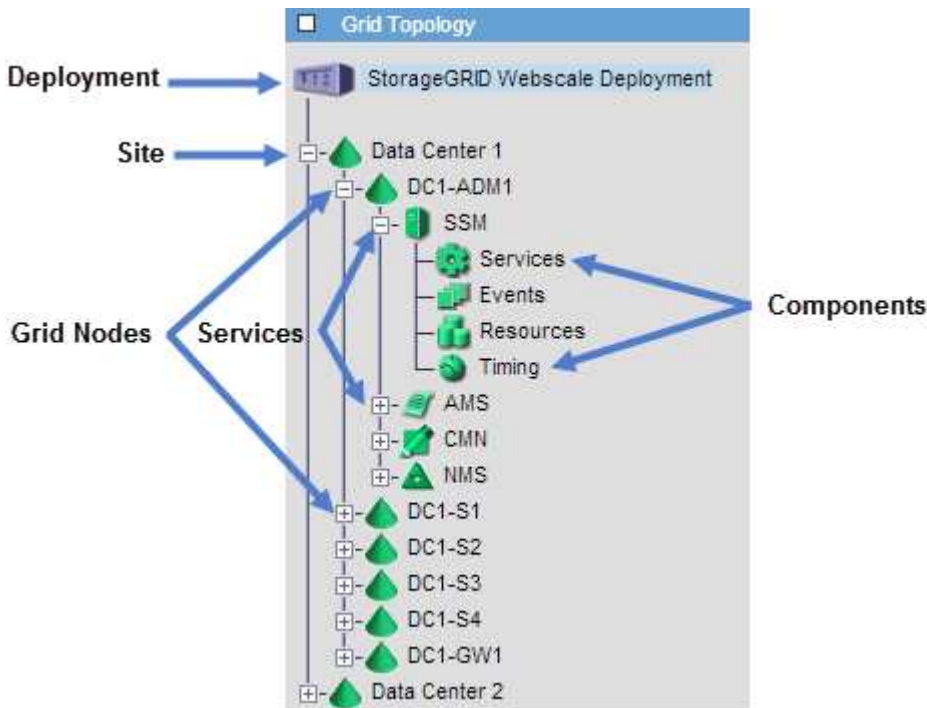 Grid Topology
Deployment
StorageGRID Webscale Deployment
Site
Data Center 1
DC1-ADM1
SSM
Services
Events
Components
Grid Nodes
Services
Resources
Timing
AMS
CMN
NMS
DC1-S1
DC1-S2
DC1-S3
DC1-S4
DC1-GW1
Data Center 2